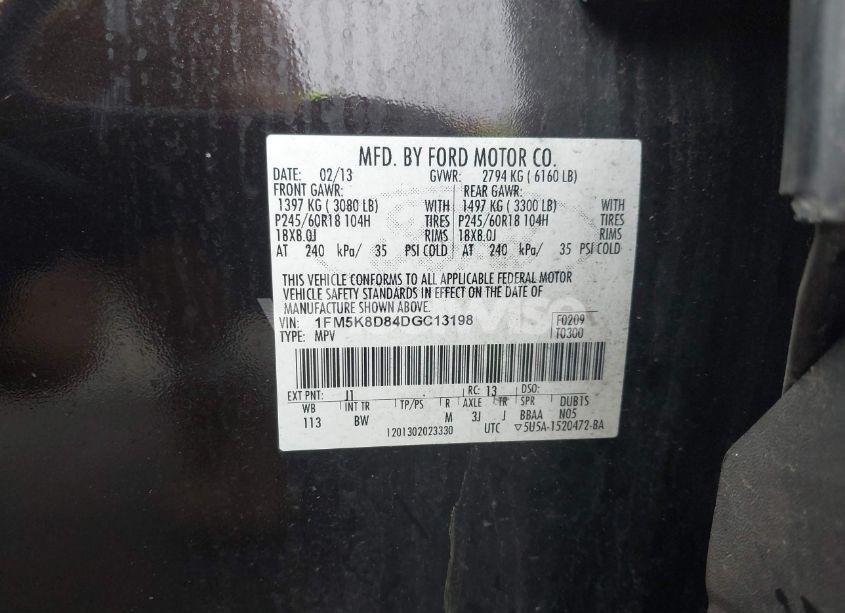 MFD. BY FORD MOTOR CO.
DATE: 02/13 GVWR: 2794 KG ( 6160 LB)
FRONT GAWR: REAR GAWR:
1397 KG ( 3080 LB) WITH 1497 KG ( 3300 LB) WITH
P245/60R18 104H TIRES P245/60R18 104H TIRES
18X8.0J RIMS 18X8.0J RIMS
AT 240 kPa/ 35 PSI COLD AT 240 kPa/ 35 PSI COLD
THIS VEHICLE CONFORMS TO ALL APPLICABLE FEDERAL MOTOR
VEHICLE SAFETY STANDARDS IN EFFECT ON THE DATE OF
MANUFACTURE SHOWN ABOVE.
VIN: 1FM5K8D84DGC13198 F0209
TYPE: MPV T0300
EXT PNT: J1 RC: 13 DSO:
WB INT TR TP/PS R AXLE TR SPR DUB1S
113 BW M 3J J BBAA N05
1201302023330 UTC ▽5U5A-1520472-BA